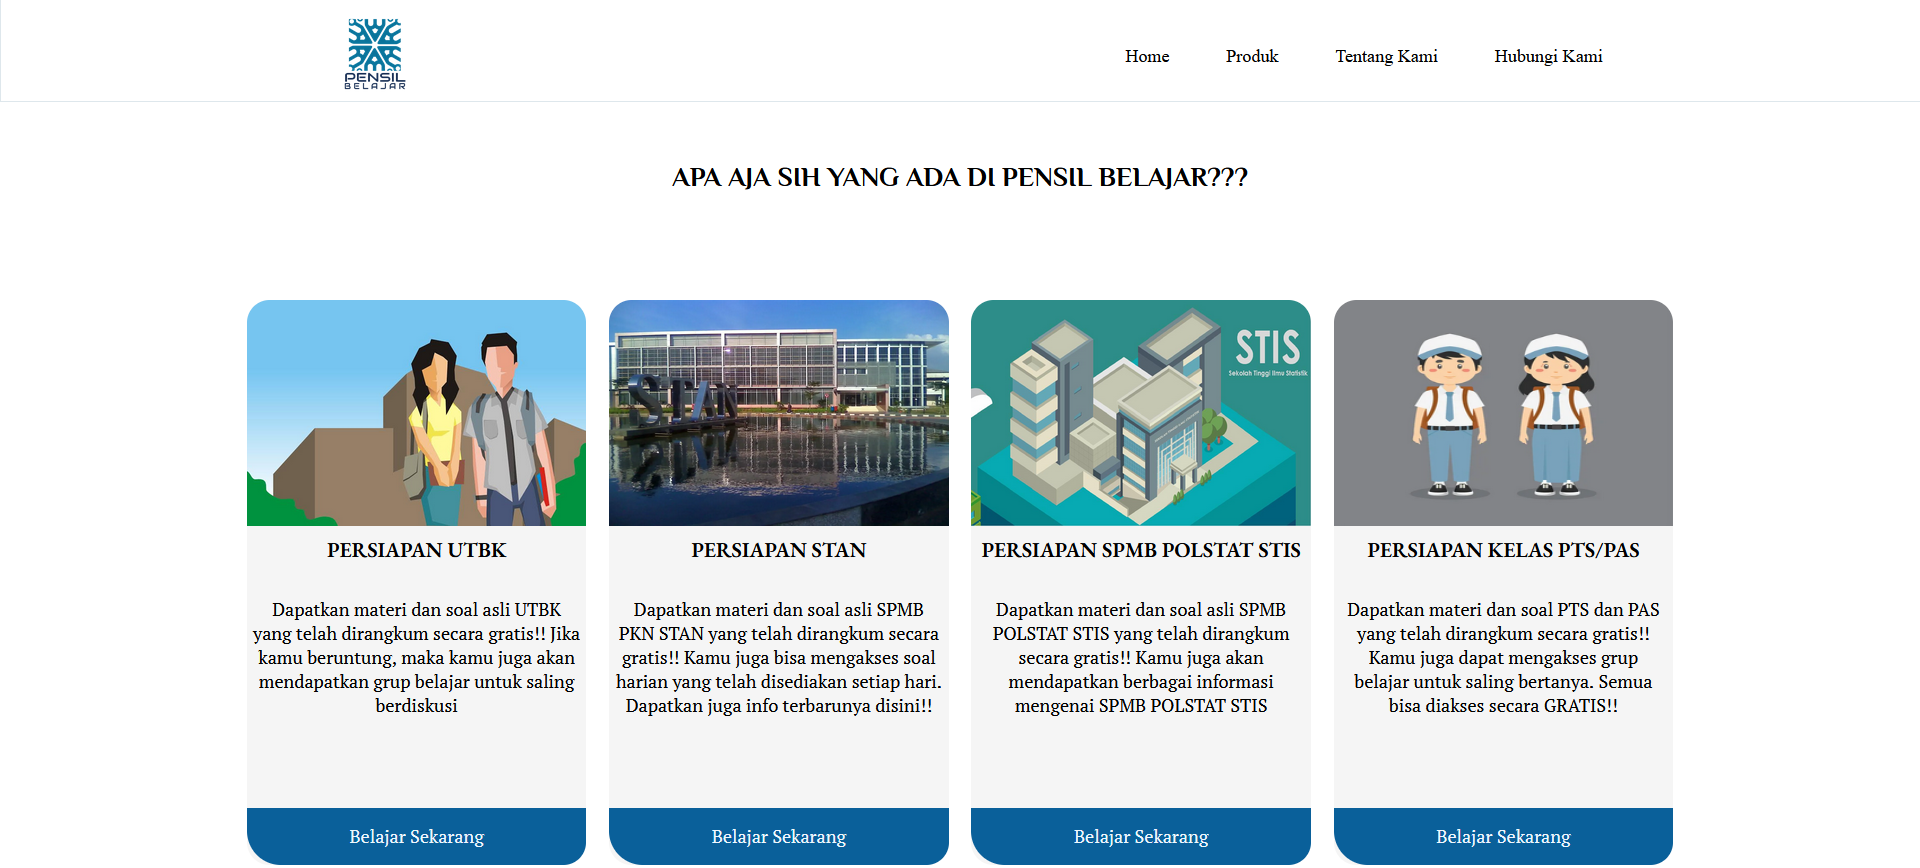 PENSIL
BELAJAR
Home
Produk
Tentang Kami
Hubungi Kami
APA AJA SIH YANG ADA DI PENSIL BELAJAR???
STAN
STIS
Sekolah Tinggi Ilmu Statistik
PERSIAPAN UTBK
Dapatkan materi dan soal asli UTBK
yang telah dirangkum secara gratis!! Jika
kamu beruntung, maka kamu juga akan
mendapatkan grup belajar untuk saling
berdiskusi
Belajar Sekarang
PERSIAPAN STAN
Dapatkan materi dan soal asli SPMB
PKN STAN yang telah dirangkum secara
gratis!! Kamu juga bisa mengakses soal
harian yang telah disediakan setiap hari.
Dapatkan juga info terbarunya disini!!
Belajar Sekarang
PERSIAPAN SPMB POLSTAT STIS
Dapatkan materi dan soal asli SPMB
POLSTAT STIS yang telah dirangkum
secara gratis!! Kamu juga akan
mendapatkan berbagai informasi
mengenai SPMB POLSTAT STIS
Belajar Sekarang
PERSIAPAN KELAS PTS/PAS
Dapatkan materi dan soal PTS dan PAS
yang telah dirangkum secara gratis!!
Kamu juga dapat mengakses grup
belajar untuk saling bertanya. Semua
bisa diakses secara GRATIS!!
Belajar Sekarang